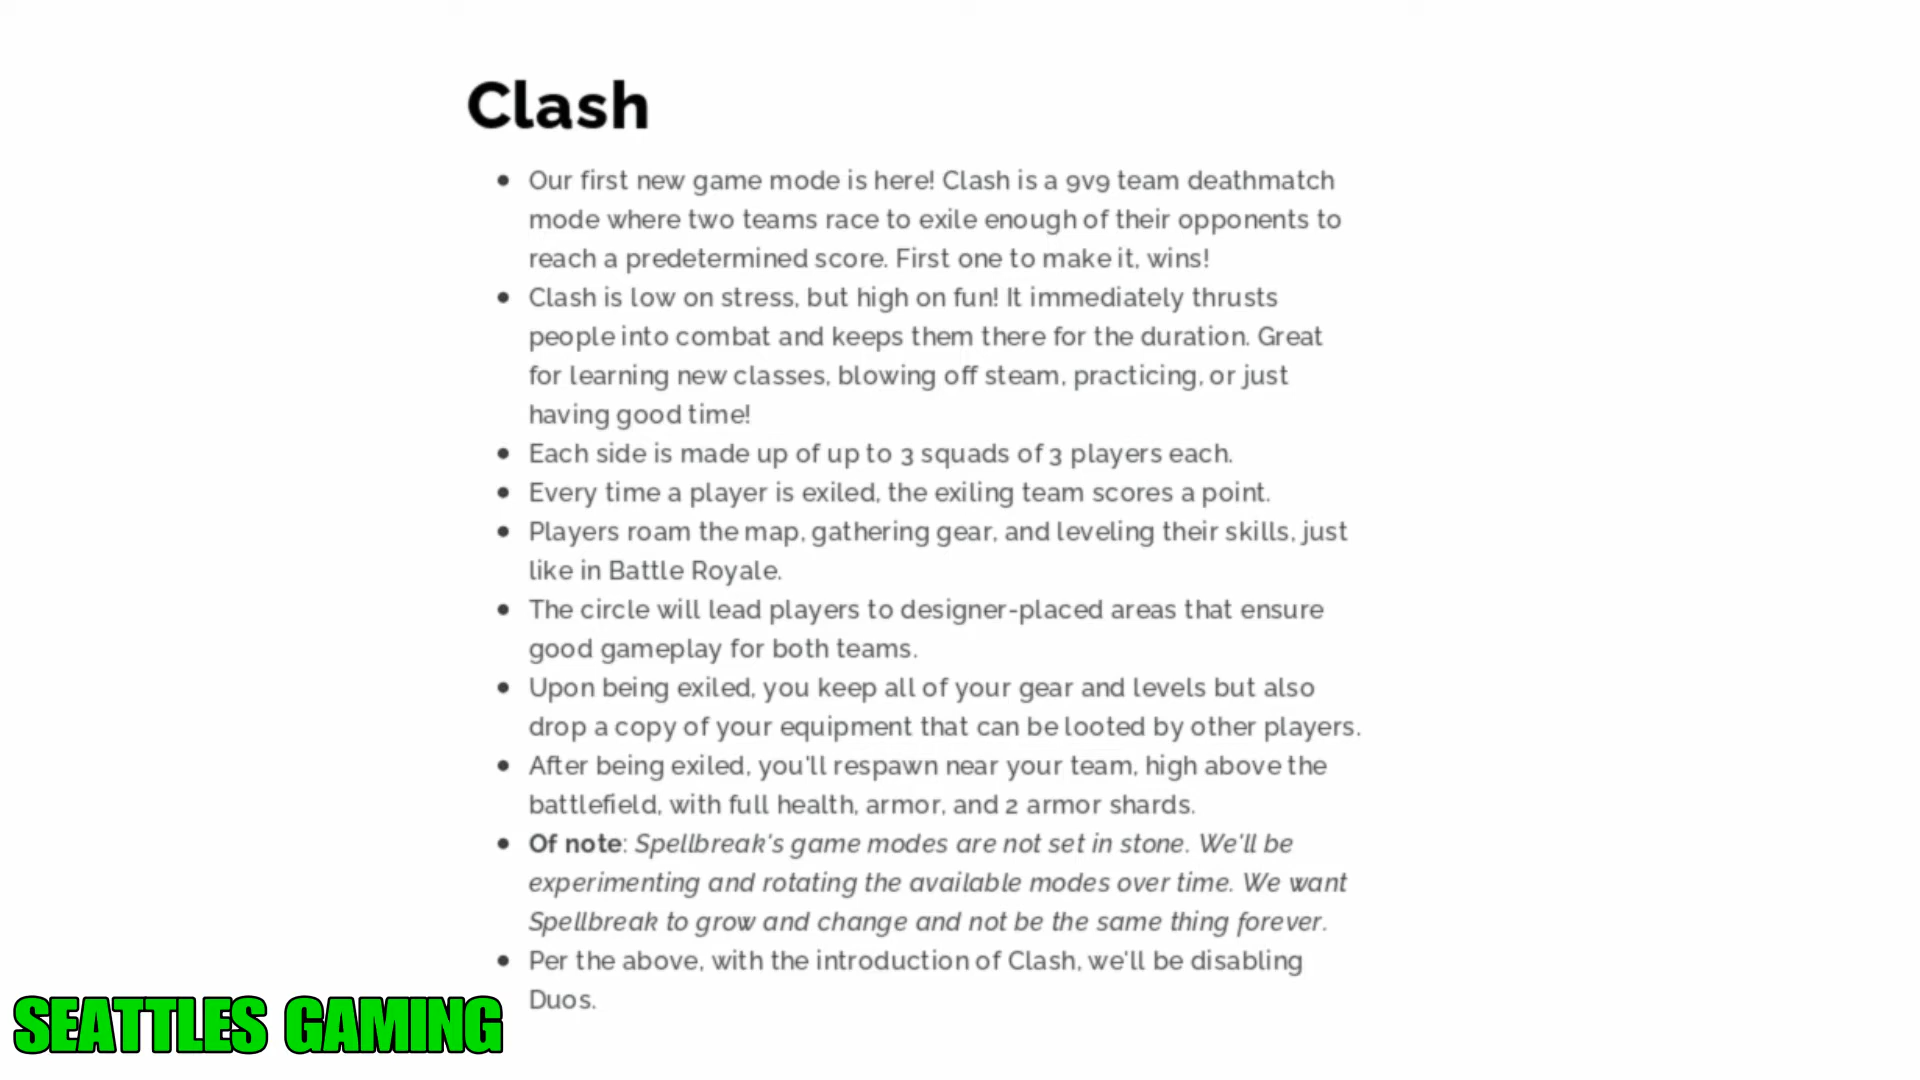 Clash
Our first new game mode is here! Clash is a 9v9 team deathmatch
mode where two teams race to exile enough of their opponents to
reach a predetermined score. First one to make it, wins!
Clash is low on stress, but high on fun! It immediately thrusts
people into combat and keeps them there for the duration. Great
for learning new classes, blowing off steam, practicing, or just
having good time!
Each side is made up of up to 3 squads of 3 players each.
Every time a player is exiled, the exiling team scores a point.
Players roam the map, gathering gear, and leveling their skills, just
like in Battle Royale.
The circle will lead players to designer-placed areas that ensure
good gameplay for both teams.
Upon being exiled, you keep all of your gear and levels but also
drop a copy of your equipment that can be looted by other players.
After being exiled, you'll respawn near your team, high above the
battlefield, with full health, armor, and 2 armor shards.
Of note: Spellbreak's game modes are not set in stone. We'll be
experimenting and rotating the available modes over time. We want
Spellbreak to grow and change and not be the same thing forever.
Per the above, with the introduction of Clash, we'll be disabling
Duos.
SEATTLES GAMING